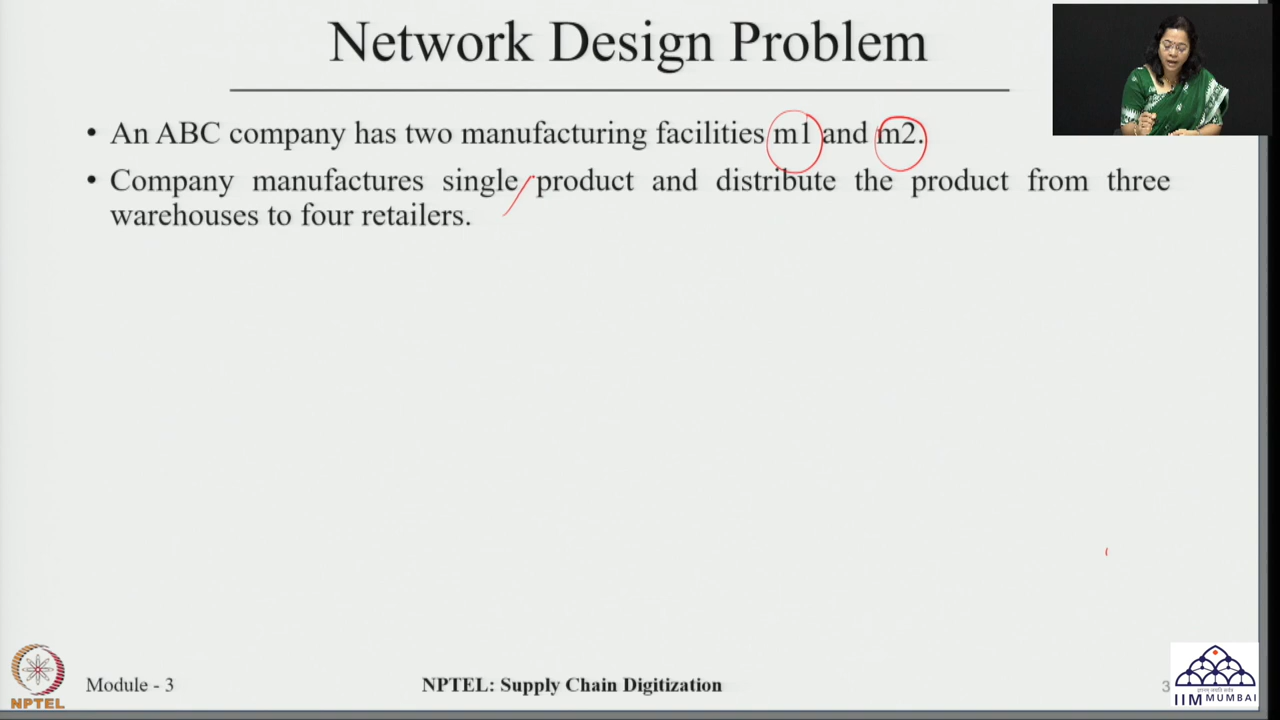 Network Design Problem
• An ABC company has two manufacturing facilities m1 and m2.
• Company manufactures single product and distribute the product from three
warehouses to four retailers.
NPTEL
Module - 3
NPTEL: Supply Chain Digitization
3
IIM MUMBAI